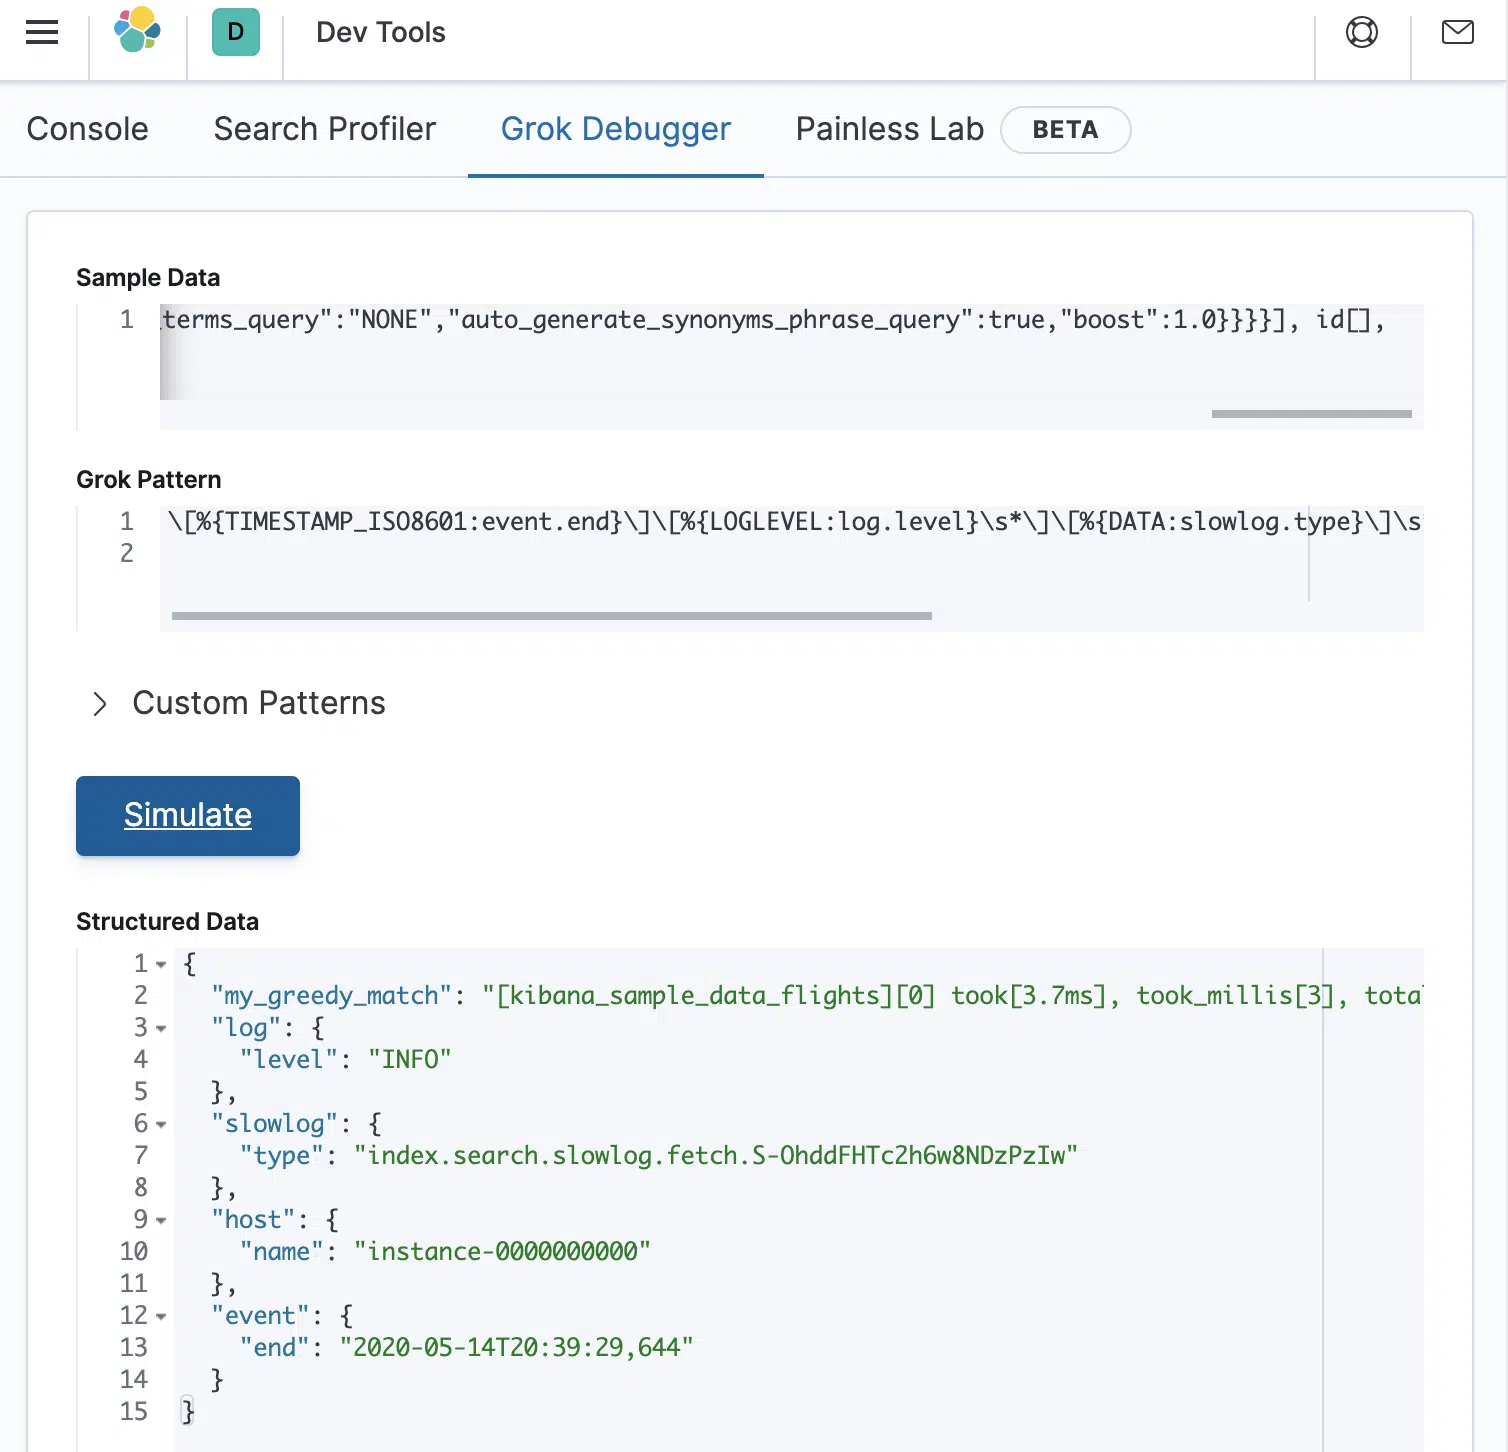 D Dev Tools
Console Search Profiler Grok Debugger Painless Lab BETA
Sample Data
1 terms_query":"NONE","auto_generate_synonyms_phrase_query":true,"boost":1.0}}}}], id[],
Grok Pattern
1 \[%{TIMESTAMP_ISO8601:event.end}\]\[%{LOGLEVEL:log.level}\s*\]\[%{DATA:slowlog.type}\]\s
2
Custom Patterns
Simulate
Structured Data
1 {
2 "my_greedy_match": "[kibana_sample_data_flights][0] took[3.7ms], took_millis[3], tota
3 "log": {
4 "level": "INFO"
5 },
6 "slowlog": {
7 "type": "index.search.slowlog.fetch.S-OhddFHTc2h6w8NDzPzIw"
8 },
9 "host": {
10 "name": "instance-0000000000"
11 },
12 "event": {
13 "end": "2020-05-14T20:39:29,644"
14 }
15 }